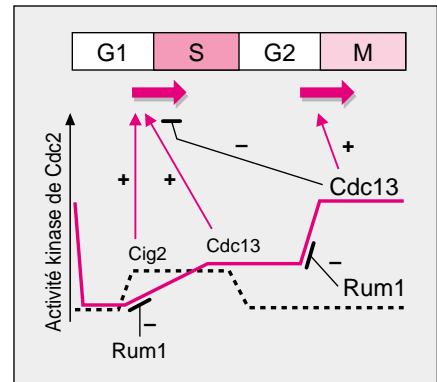 G1 S G2 M
Activité kinase de Cdc2
−
+
Cdc13
+ +
Cig2 Cdc13
−
Rum1
−
Rum1